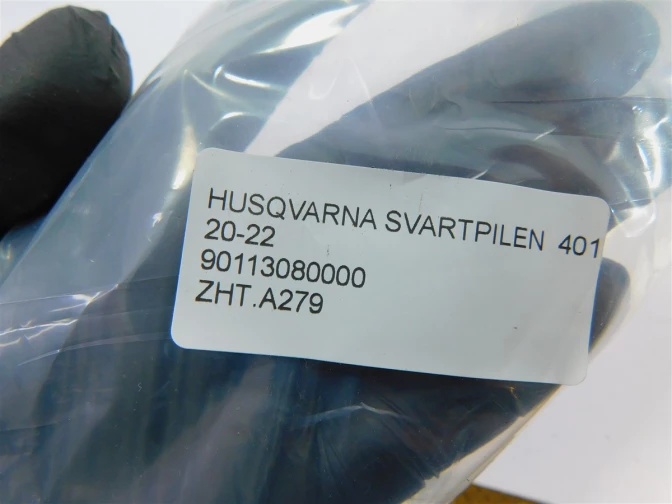 HUSQVARNA SVARTPILEN 401
20-22
90113080000
ZHT.A279